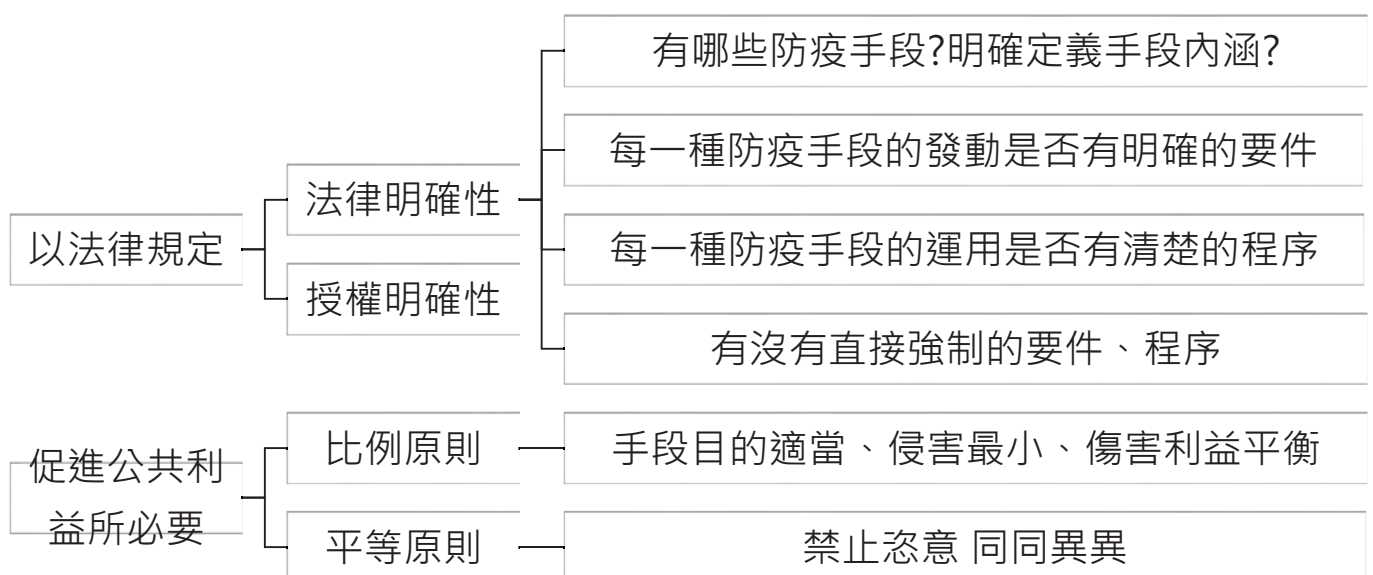 以法律規定
法律明確性
授權明確性
有哪些防疫手段?明確定義手段內涵?
每一種防疫手段的發動是否有明確的要件
每一種防疫手段的運用是否有清楚的程序
有沒有直接強制的要件、程序
促進公共利
益所必要
比例原則
手段目的適當、侵害最小、傷害利益平衡
平等原則
禁止恣意 同同異異